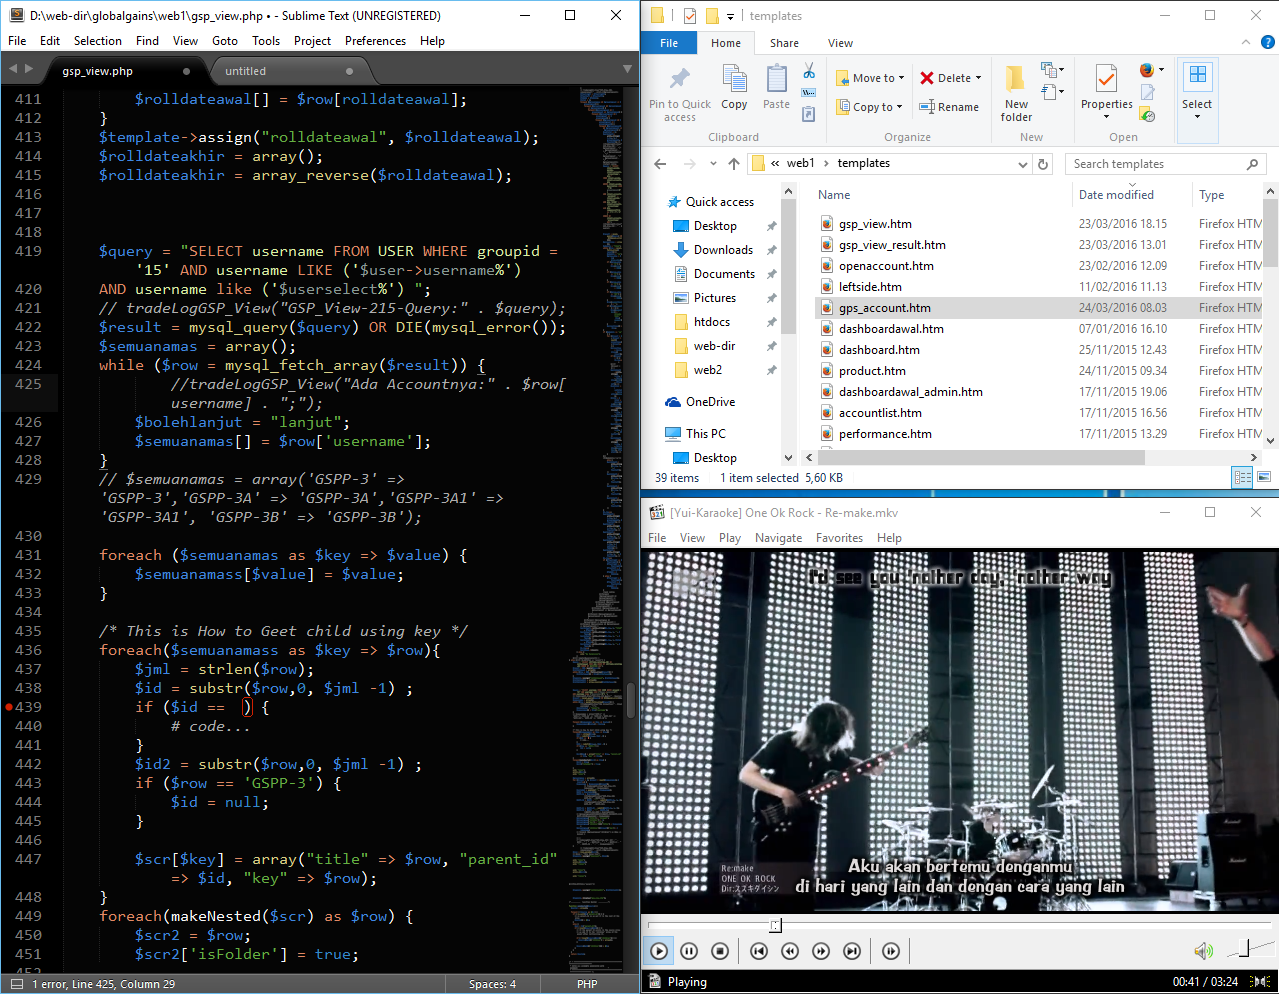 D:\web-dir\globalgains\web1\gsp_view.php • - Sublime Text (UNREGISTERED)
File Edit Selection Find View Goto Tools Project Preferences Help
gsp_view.php
untitled
411 $rolldateawal[] = $row[rolldateawal];
412 }
413 $template->assign("rolldateawal", $rolldateawal);
414 $rolldateakhir = array();
415 $rolldateakhir = array_reverse($rolldateawal);
416
417
418
419 $query = "SELECT username FROM USER WHERE groupid =
'15' AND username LIKE ('$user->username%')
420 AND username like ('$userselect%') ";
421 // tradeLogGSP_View("GSP_View-215-Query:" . $query);
422 $result = mysql_query($query) OR DIE(mysql_error());
423 $semuanamas = array();
424 while ($row = mysql_fetch_array($result)) {
425 //tradeLogGSP_View("Ada Accountnya:" . $row[
username] . ";");
426 $bolehlanjut = "lanjut";
427 $semuanamas[] = $row['username'];
428 }
429 // $semuanamas = array('GSPP-3' =>
'GSPP-3','GSPP-3A' => 'GSPP-3A','GSPP-3A1' =>
'GSPP-3A1', 'GSPP-3B' => 'GSPP-3B');
430
431 foreach ($semuanamas as $key => $value) {
432 $semuanamass[$value] = $value;
433 }
434
435 /* This is How to Geet child using key */
436 foreach($semuanamass as $key => $row){
437 $jml = strlen($row);
438 $id = substr($row,0, $jml -1) ;
439 if ($id ==  ) {
440 # code...
441 }
442 $id2 = substr($row,0, $jml -1) ;
443 if ($row == 'GSPP-3') {
444 $id = null;
445 }
446
447 $scr[$key] = array("title" => $row, "parent_id"
=> $id, "key" => $row);
448 }
449 foreach(makeNested($scr) as $row) {
450 $scr2 = $row;
451 $scr2['isFolder'] = true;
1 error, Line 425, Column 29
Spaces: 4
PHP
templates
File Home Share View
Pin to Quick access
Copy
Paste
Move to
Copy to
Delete
Rename
New folder
Properties
Select
Clipboard Organize New Open
« web1 › templates
Search templates
Name Date modified Type
Quick access
Desktop
Downloads
Documents
Pictures
htdocs
web-dir
web2
OneDrive
This PC
Desktop
gsp_view.htm 23/03/2016 18.15 Firefox HTM
gsp_view_result.htm 23/03/2016 13.01 Firefox HTM
openaccount.htm 23/02/2016 12.09 Firefox HTM
leftside.htm 11/02/2016 11.13 Firefox HTM
gps_account.htm 24/03/2016 08.03 Firefox HTM
dashboardawal.htm 07/01/2016 16.10 Firefox HTM
dashboard.htm 25/11/2015 12.43 Firefox HTM
product.htm 24/11/2015 09.34 Firefox HTM
dashboardawal_admin.htm 17/11/2015 19.06 Firefox HTM
accountlist.htm 17/11/2015 16.56 Firefox HTM
performance.htm 17/11/2015 13.29 Firefox HTM
39 items 1 item selected 5,60 KB
[Yui-Karaoke] One Ok Rock - Re-make.mkv
File View Play Navigate Favorites Help
I'd see you 'nother day, 'nother way
Re:make
ONE OK ROCK
Dir:スズキダイシン
Aku akan bertemu denganmu
di hari yang lain dan dengan cara yang lain
Playing
00:41 / 03:24